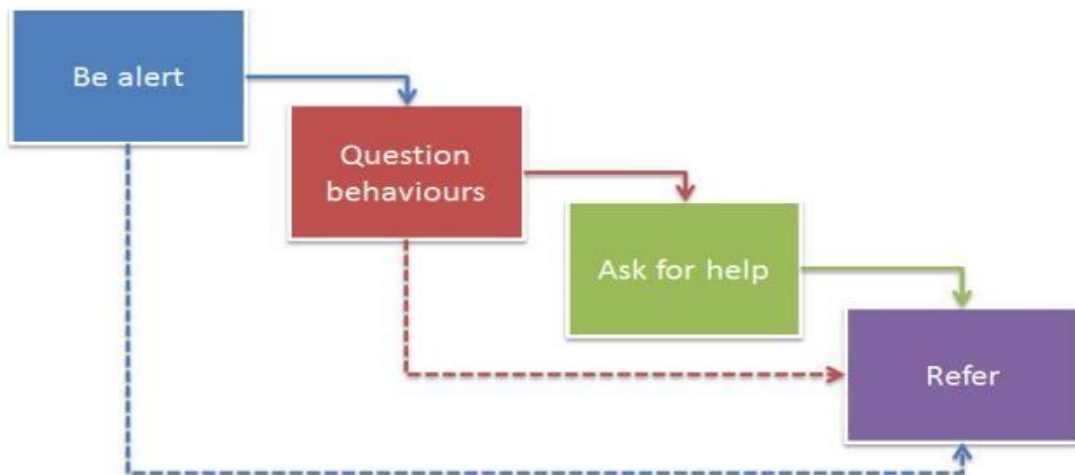 Be alert
Question
behaviours
Ask for help
Refer